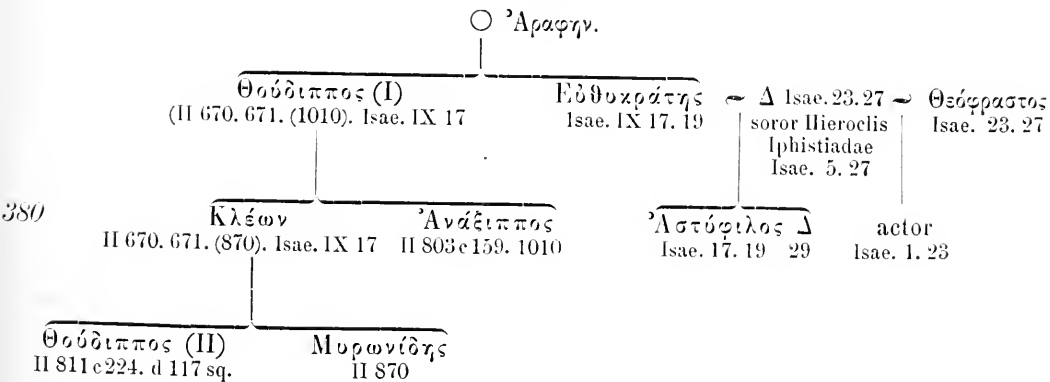 ○ Ἀραφην.
Θούδιππος (I) Εὐθυκράτης ~ Δ Isae. 23. 27 ~ Θεόφραστος
(II 670. 671. (1010). Isae. IX 17 Isae. IX 17. 19 soror Hieroclis Isae. 23. 27
Iphistiadae
Isae. 5. 27
380 Κλέων Ἀνάξιππος Ἀστύφιλος Δ actor
II 670. 671. (870). Isae. IX 17 II 803 e 159. 1010 Isae. 17. 19 29 Isae. 1. 23
Θούδιππος (II) Μυρωνίδης
II 811 c 224. d 117 sq. II 870